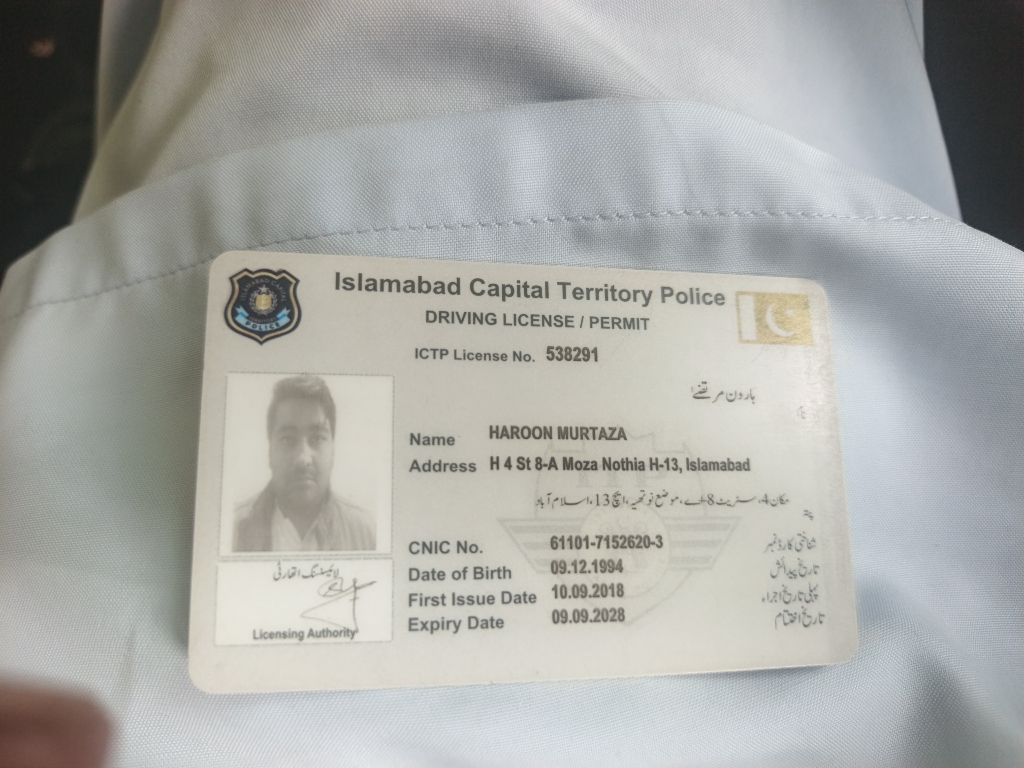 Islamabad Capital Territory Police
DRIVING LICENSE / PERMIT
ICTP License No. 538291
POLICE
ہارون مرتضےٰ
Name HAROON MURTAZA
Address H 4 St 8-A Moza Nothia H-13, Islamabad
مکان 4، سٹریٹ 8-اے، موضع نوتھیہ، ایچ 13، اسلام آباد
پتہ
CNIC No. 61101-7152620-3 شناختی کارڈ نمبر
Date of Birth 09.12.1994 تاریخ پیدائش
First Issue Date 10.09.2018 پہلی تاریخ اجراء
Expiry Date 09.09.2028 تاریخ اختتام
لائیسنسنگ اتھارٹی
Licensing Authority